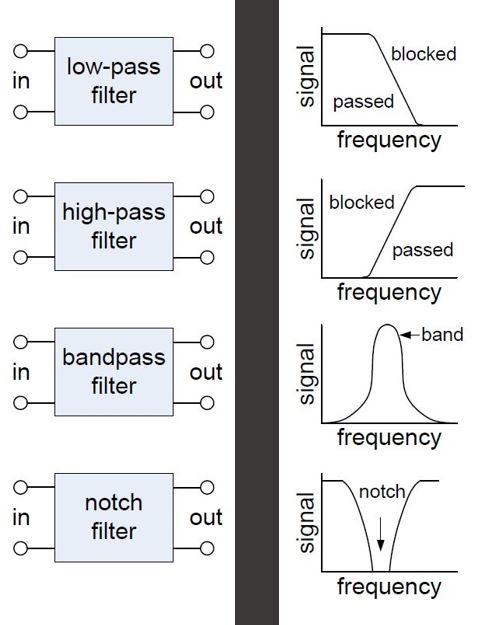 in
low-pass
filter
out
signal
blocked
passed
frequency
in
high-pass
filter
out
signal
blocked
passed
frequency
in
bandpass
filter
out
signal
band
frequency
in
notch
filter
out
signal
notch
frequency